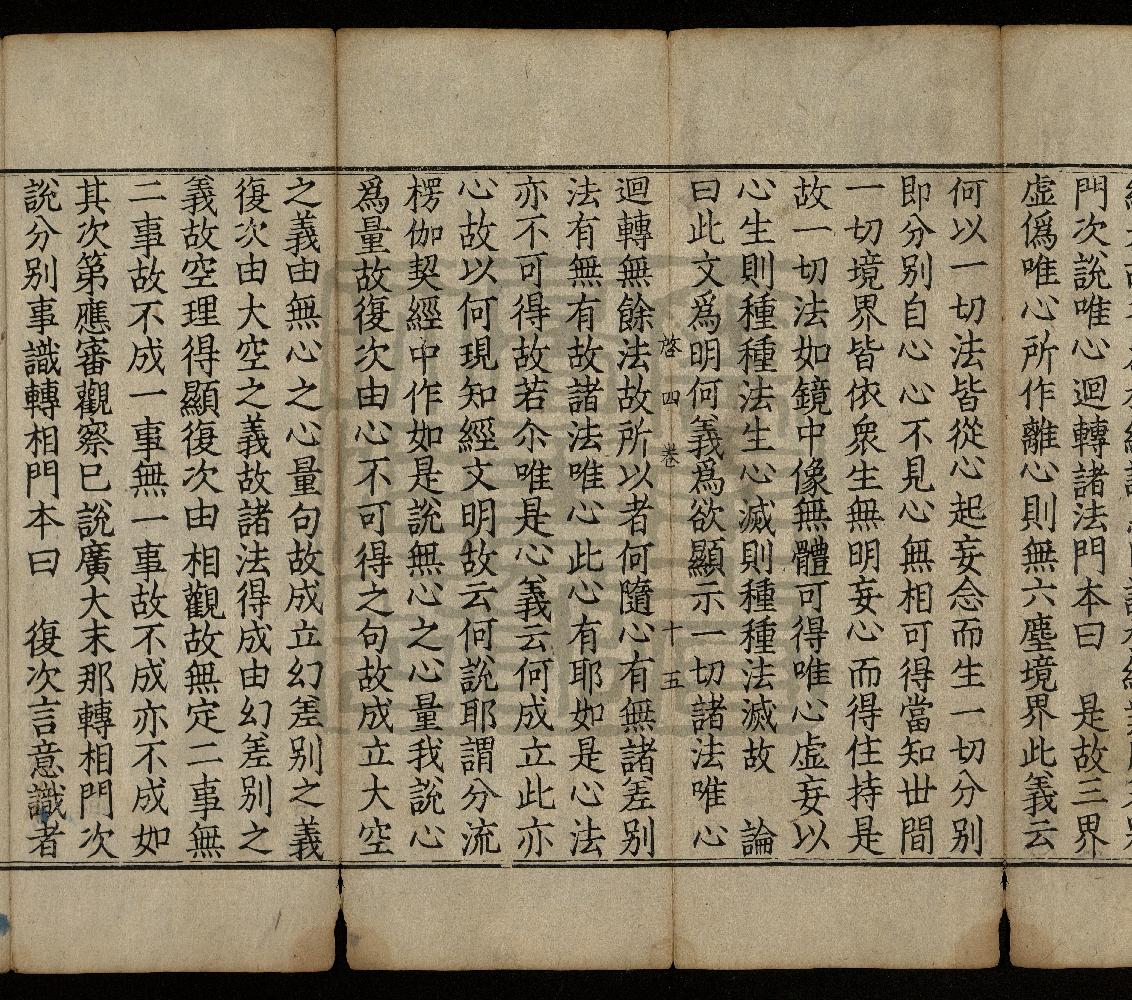 門次說唯心迴轉諸法門本曰　是故三界
虛僞唯心所作離心則無六塵境界此義云
何以一切法皆從心起妄念而生一切分别
即分别自心心不見心無相可得當知丗間
一切境界皆依衆生無明妄心而得住持是
故一切法如鏡中像無體可得唯心虛妄以
心生則種種法生心滅則種種法滅故　論
曰此文爲明何義爲欲顯示一切諸法唯心
啓四卷　十五
迴轉無餘法故所以者何隨心有無諸差别
法有無有故諸法唯心此心有耶如是心法
亦不可得故若尒唯是心義云何成立此亦
心故以何現知經文明故云何說耶謂分流
楞伽契經中作如是說無心之心量我說心
爲量故復次由心不可得之句故成立大空
之義由無心之心量句故成立幻差别之義
復次由大空之義故諸法得成由幻差别之
義故空理得顯復次由相觀故無定二事無
二事故不成一事無一事故不成亦不成如
其次第應審觀察已說廣大末那轉相門次
說分别事識轉相門本曰　復次言意識者